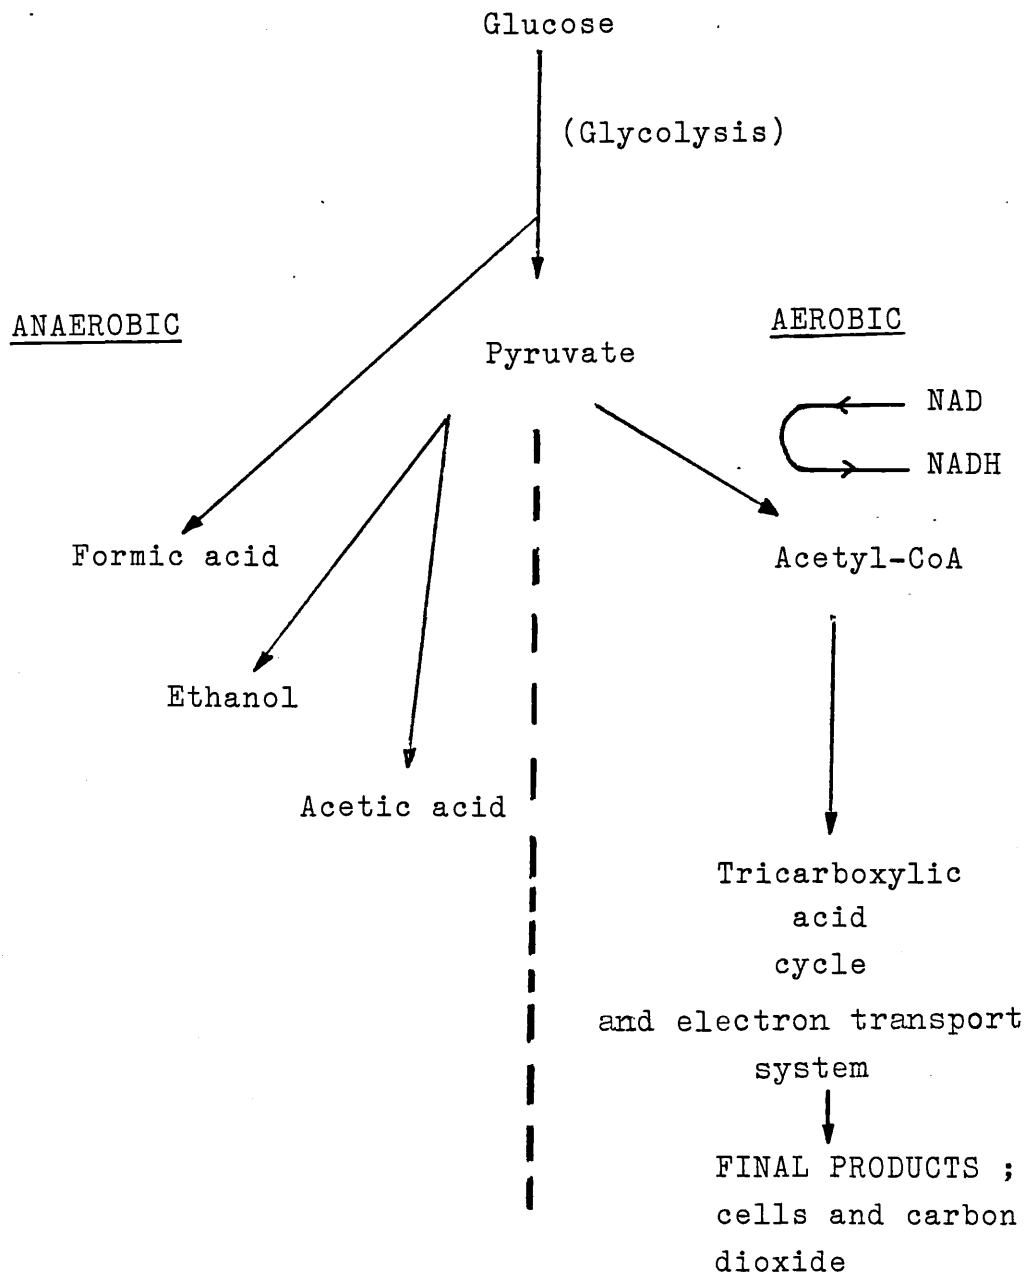 Glucose
(Glycolysis)
ANAEROBIC
AEROBIC
Pyruvate
NAD
NADH
Formic acid
Acetyl-CoA
Ethanol
Acetic acid
Tricarboxylic
acid
cycle
and electron transport
system
FINAL PRODUCTS ;
cells and carbon
dioxide